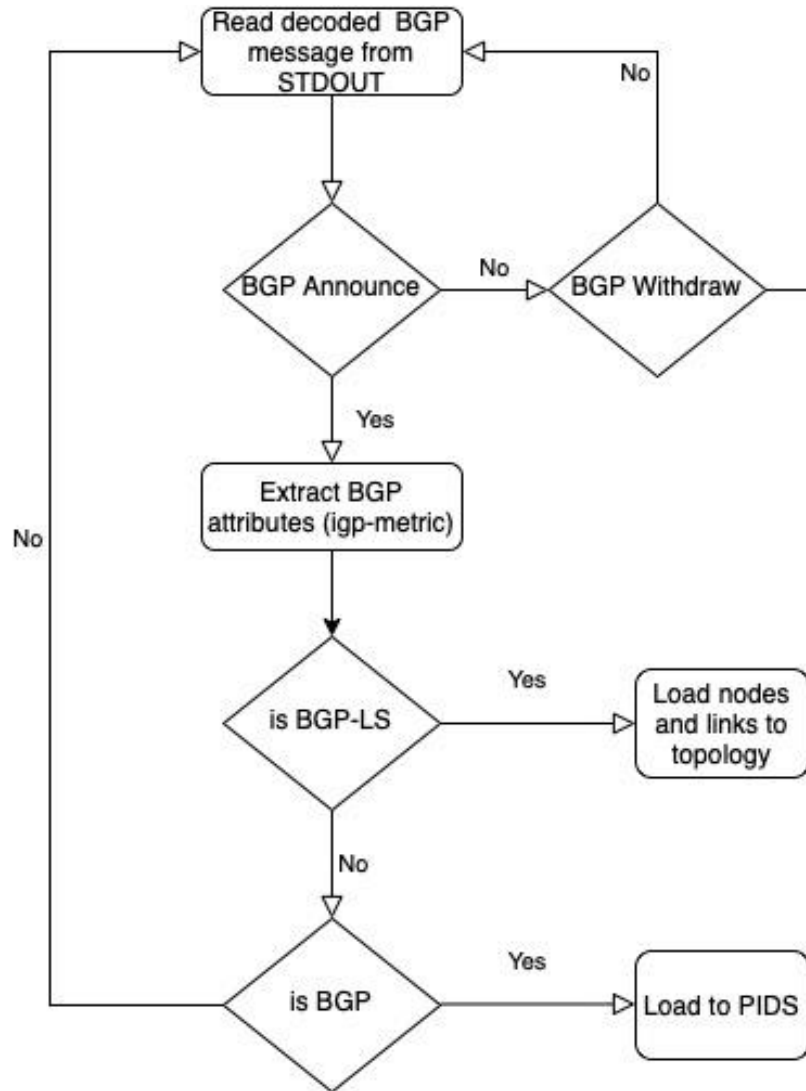 Read decoded BGP
message from
STDOUT
No
BGP Announce
No
BGP Withdraw
Yes
Extract BGP
attributes (igp-metric)
No
is BGP-LS
Yes
Load nodes
and links to
topology
No
is BGP
Yes
Load to PIDS